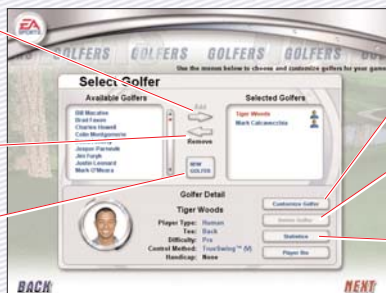 EA
SPORTS
GOLFERS GOLFERS GOLFERS GOLFERS
Use the menus below to choose and customize golfers for your game
Select Golfer
Available Golfers
Add
Selected Golfers
Bill Macatee
Brad Faxon
Charles Howell
Colin Montgomerie
Jesper Parnevik
Jim Furyk
Justin Leonard
Mark O'Meara
Remove
NEW
GOLFER
Tiger Woods
Mark Calcavecchia
Golfer Detail
Tiger Woods
Player Type: Human
Tee: Back
Difficulty: Pro
Control Method: TrueSwing™ (V)
Handicap: None
Customize Golfer
Delete Golfer
Statistics
Player Bio
BACK
NEXT